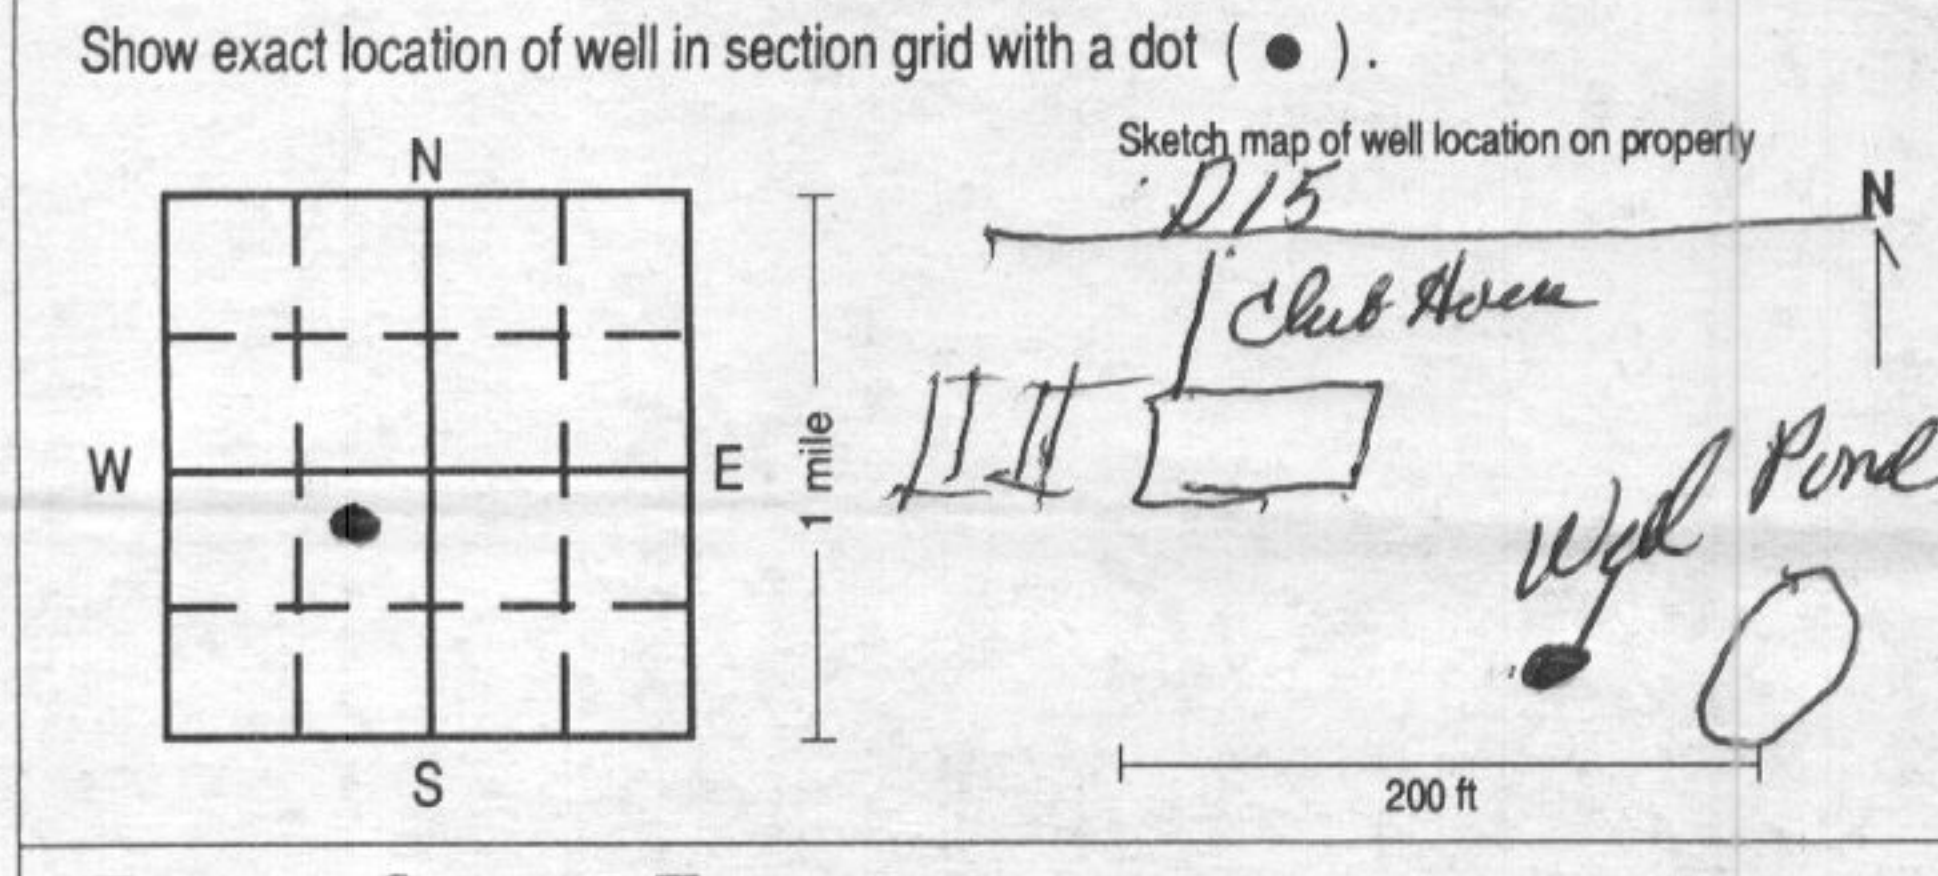 Show exact location of well in section grid with a dot ( ● ) .
Sketch map of well location on property
N
D15
N
Club House
W
E
1 mile
Well
Pond
S
200 ft